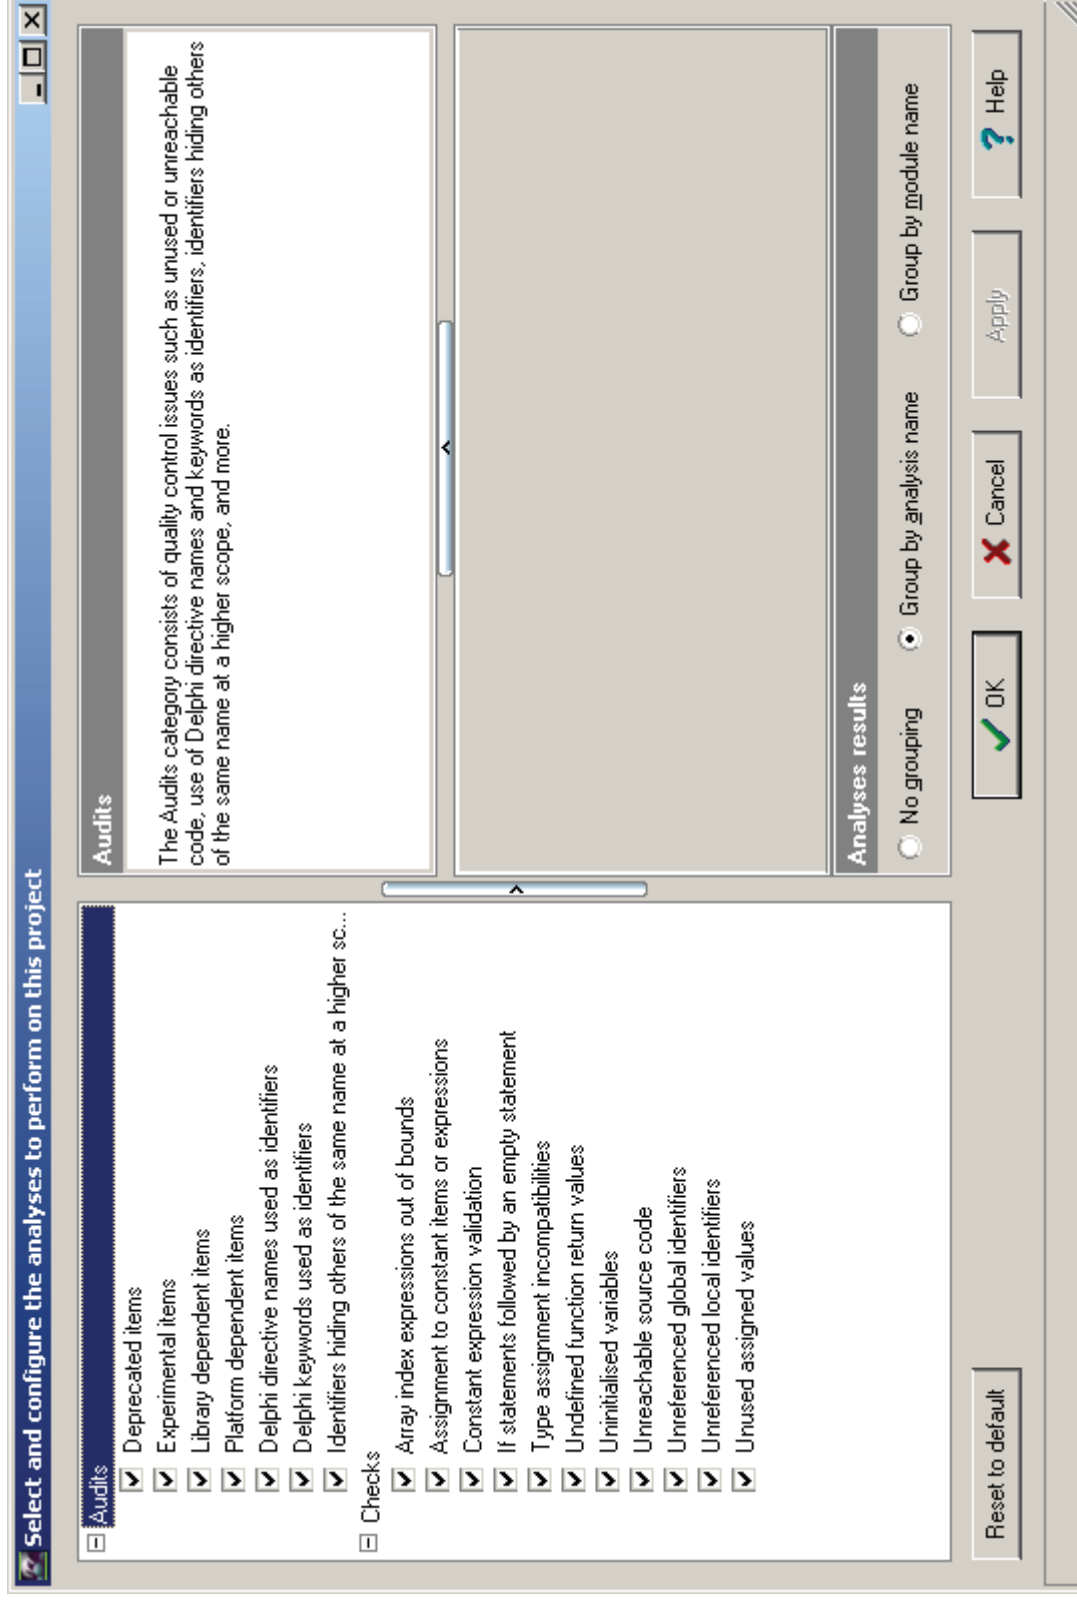 Select and configure the analyses to perform on this project
Audits
Deprecated items
Experimental items
Library dependent items
Platform dependent items
Delphi directive names used as identifiers
Delphi keywords used as identifiers
Identifiers hiding others of the same name at a higher sc...
Checks
Array index expressions out of bounds
Assignment to constant items or expressions
Constant expression validation
If statements followed by an empty statement
Type assignment incompatibilities
Undefined function return values
Uninitialised variables
Unreachable source code
Unreferenced global identifiers
Unreferenced local identifiers
Unused assigned values
Audits
The Audits category consists of quality control issues such as unused or unreachable
code, use of Delphi directive names and keywords as identifiers, identifiers hiding others
of the same name at a higher scope, and more.
Analyses results
No grouping
Group by analysis name
Group by module name
Reset to default
OK
Cancel
Apply
Help